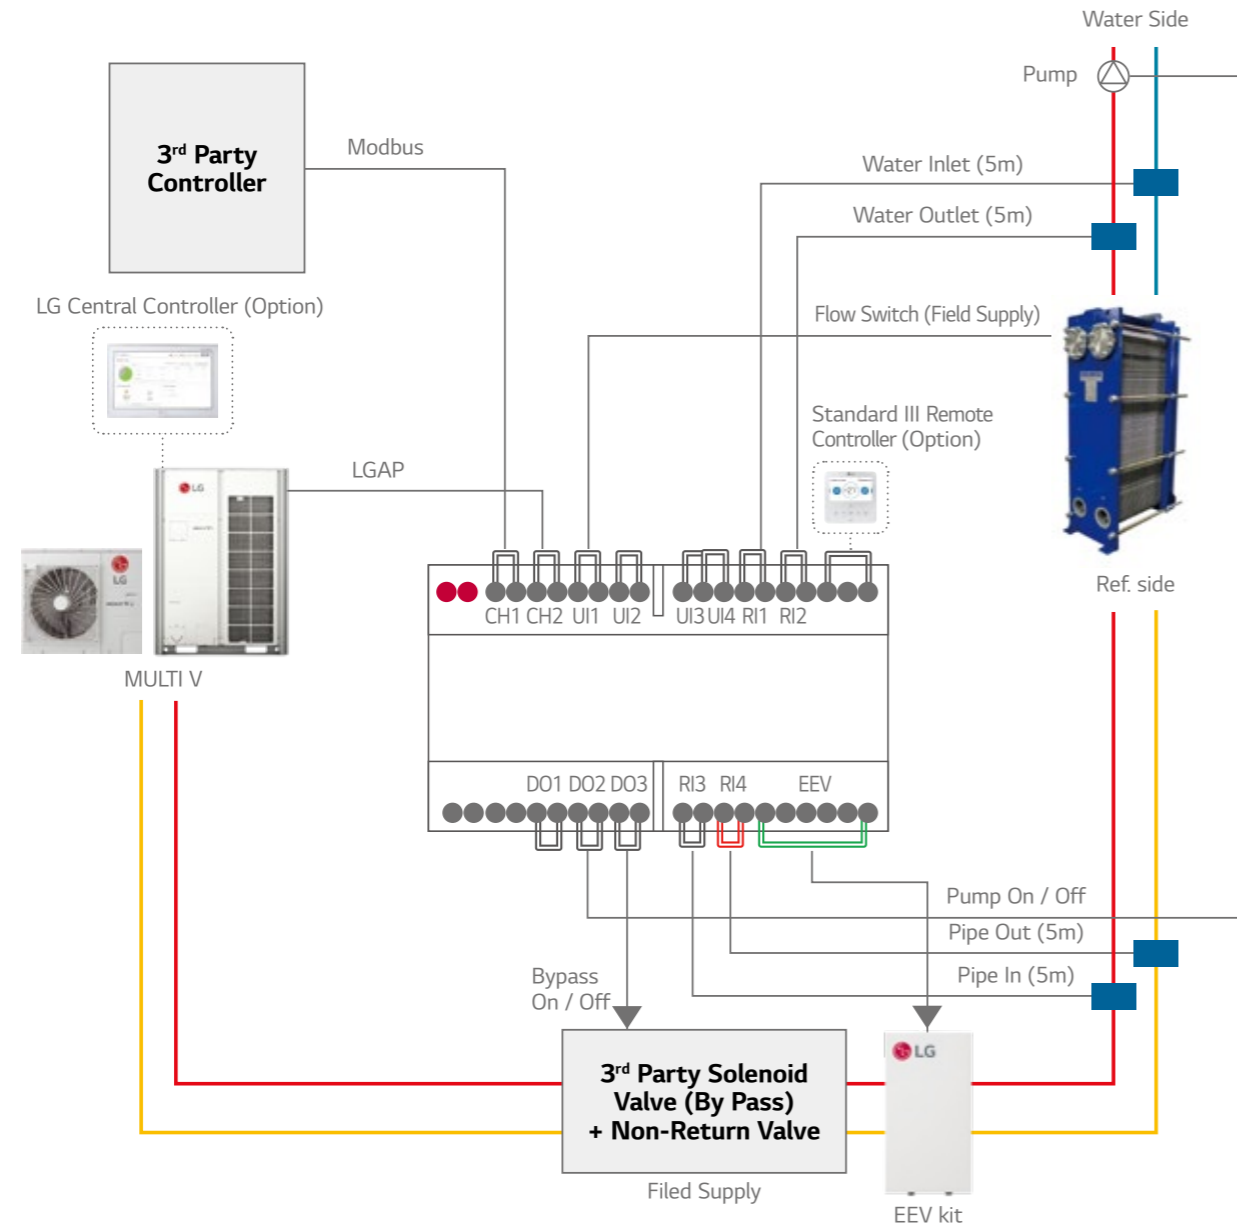 Water Side
Pump
3rd Party
Controller
Modbus
Water Inlet (5m)
Water Outlet (5m)
LG Central Controller (Option)
Flow Switch (Field Supply)
Standard III Remote
Controller (Option)
LGAP
LG
LG
CH1 CH2 UI1 UI2 UI3 UI4 RI1 RI2
Ref. side
MULTI V
DO1 DO2 DO3 RI3 RI4 EEV
Pump On / Off
Pipe Out (5m)
Pipe In (5m)
Bypass
On / Off
LG
3rd Party Solenoid
Valve (By Pass)
+ Non-Return Valve
Filed Supply
EEV kit